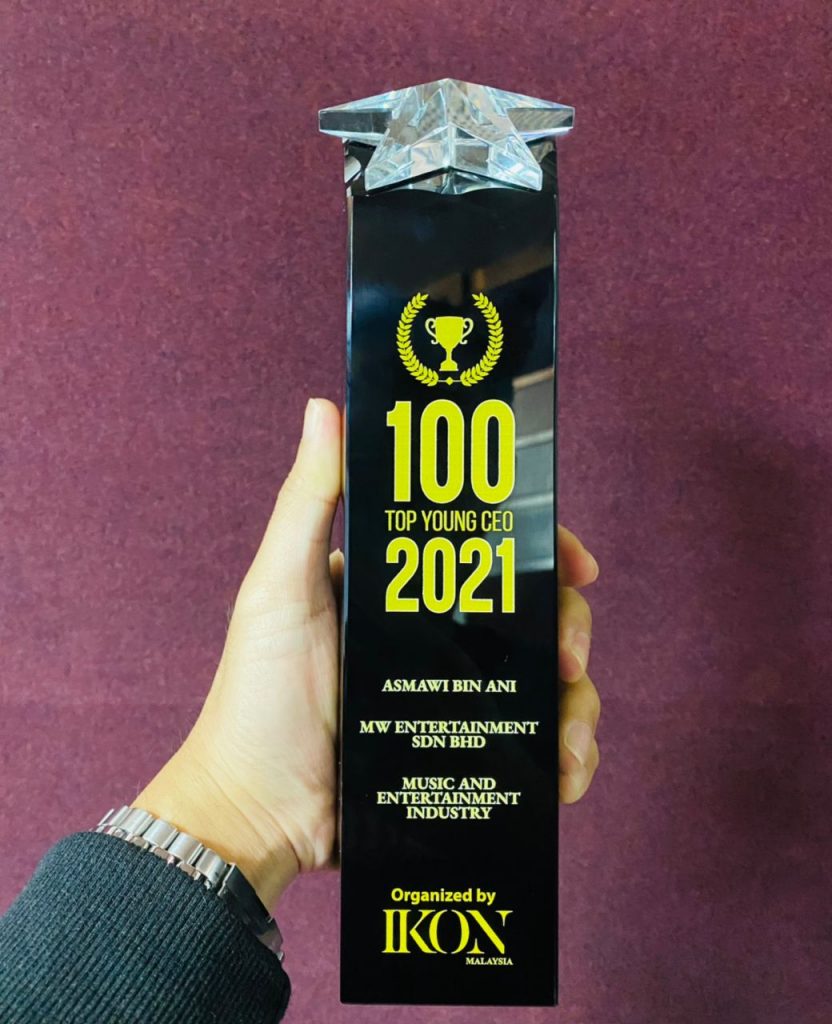 100
TOP YOUNG CEO
2021
ASMAWI BIN ANI
MW ENTERTAINMENT
SDN BHD
MUSIC AND
ENTERTAINMENT
INDUSTRY
Organized by
IKON
MALAYSIA